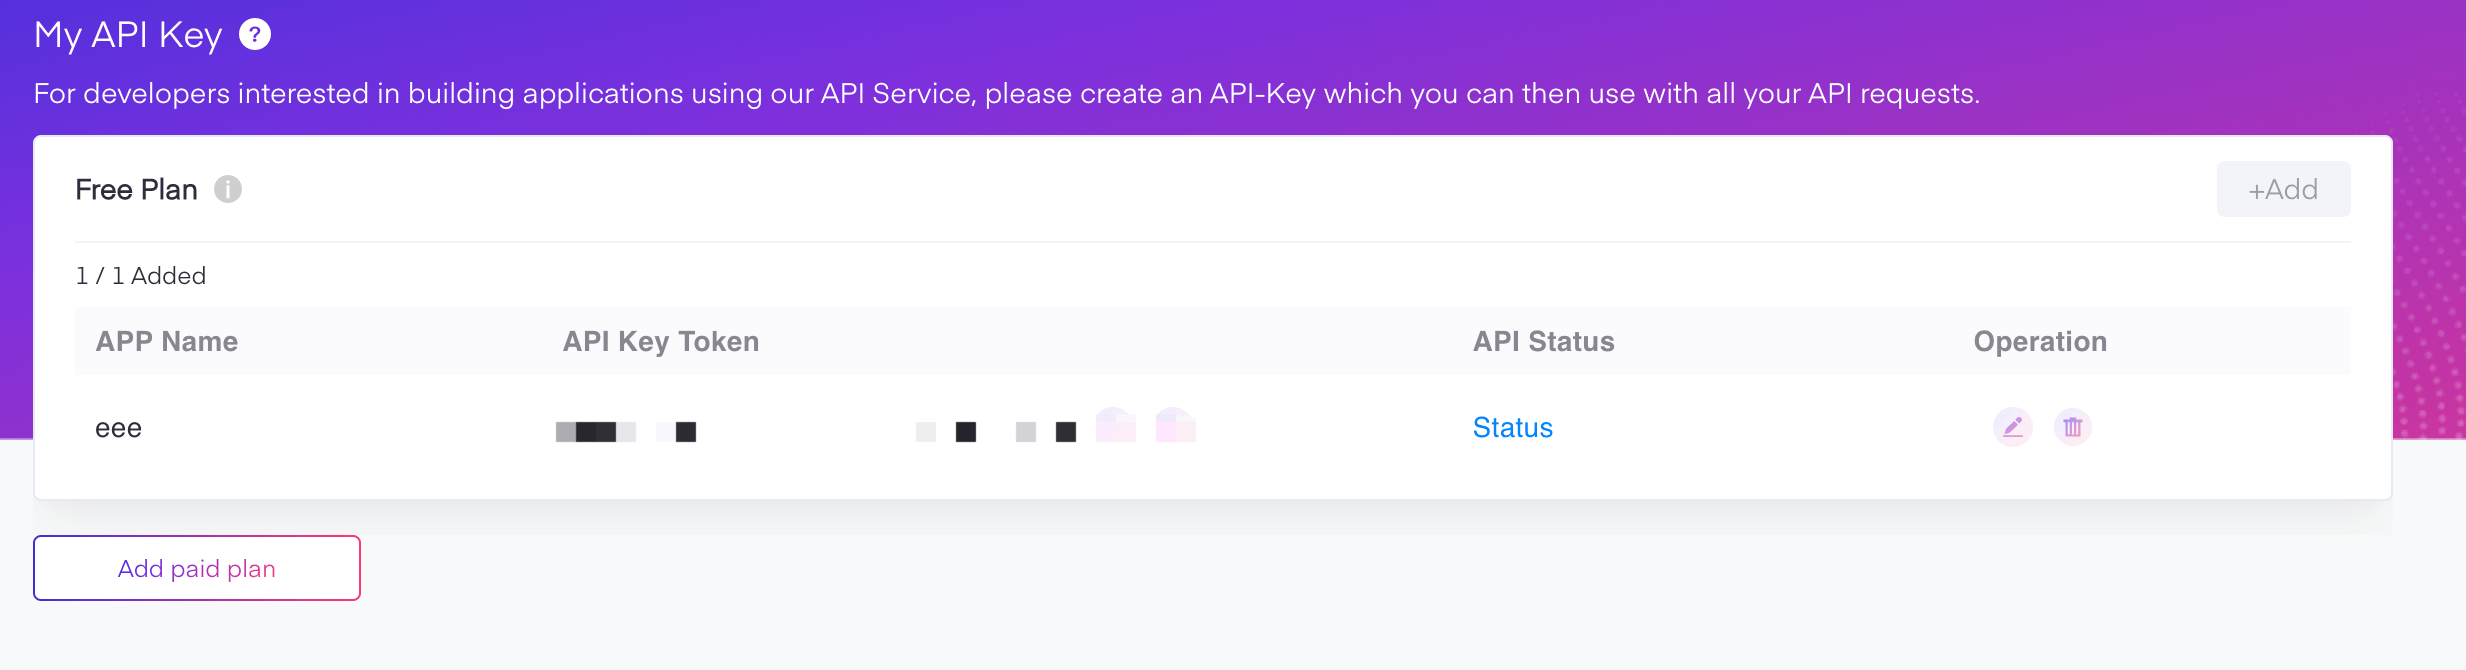 My API Key ?
For developers interested in building applications using our API Service, please create an API-Key which you can then use with all your API requests.
Free Plan i
+Add
1 / 1 Added
APP Name API Key Token API Status Operation
eee Status
Add paid plan